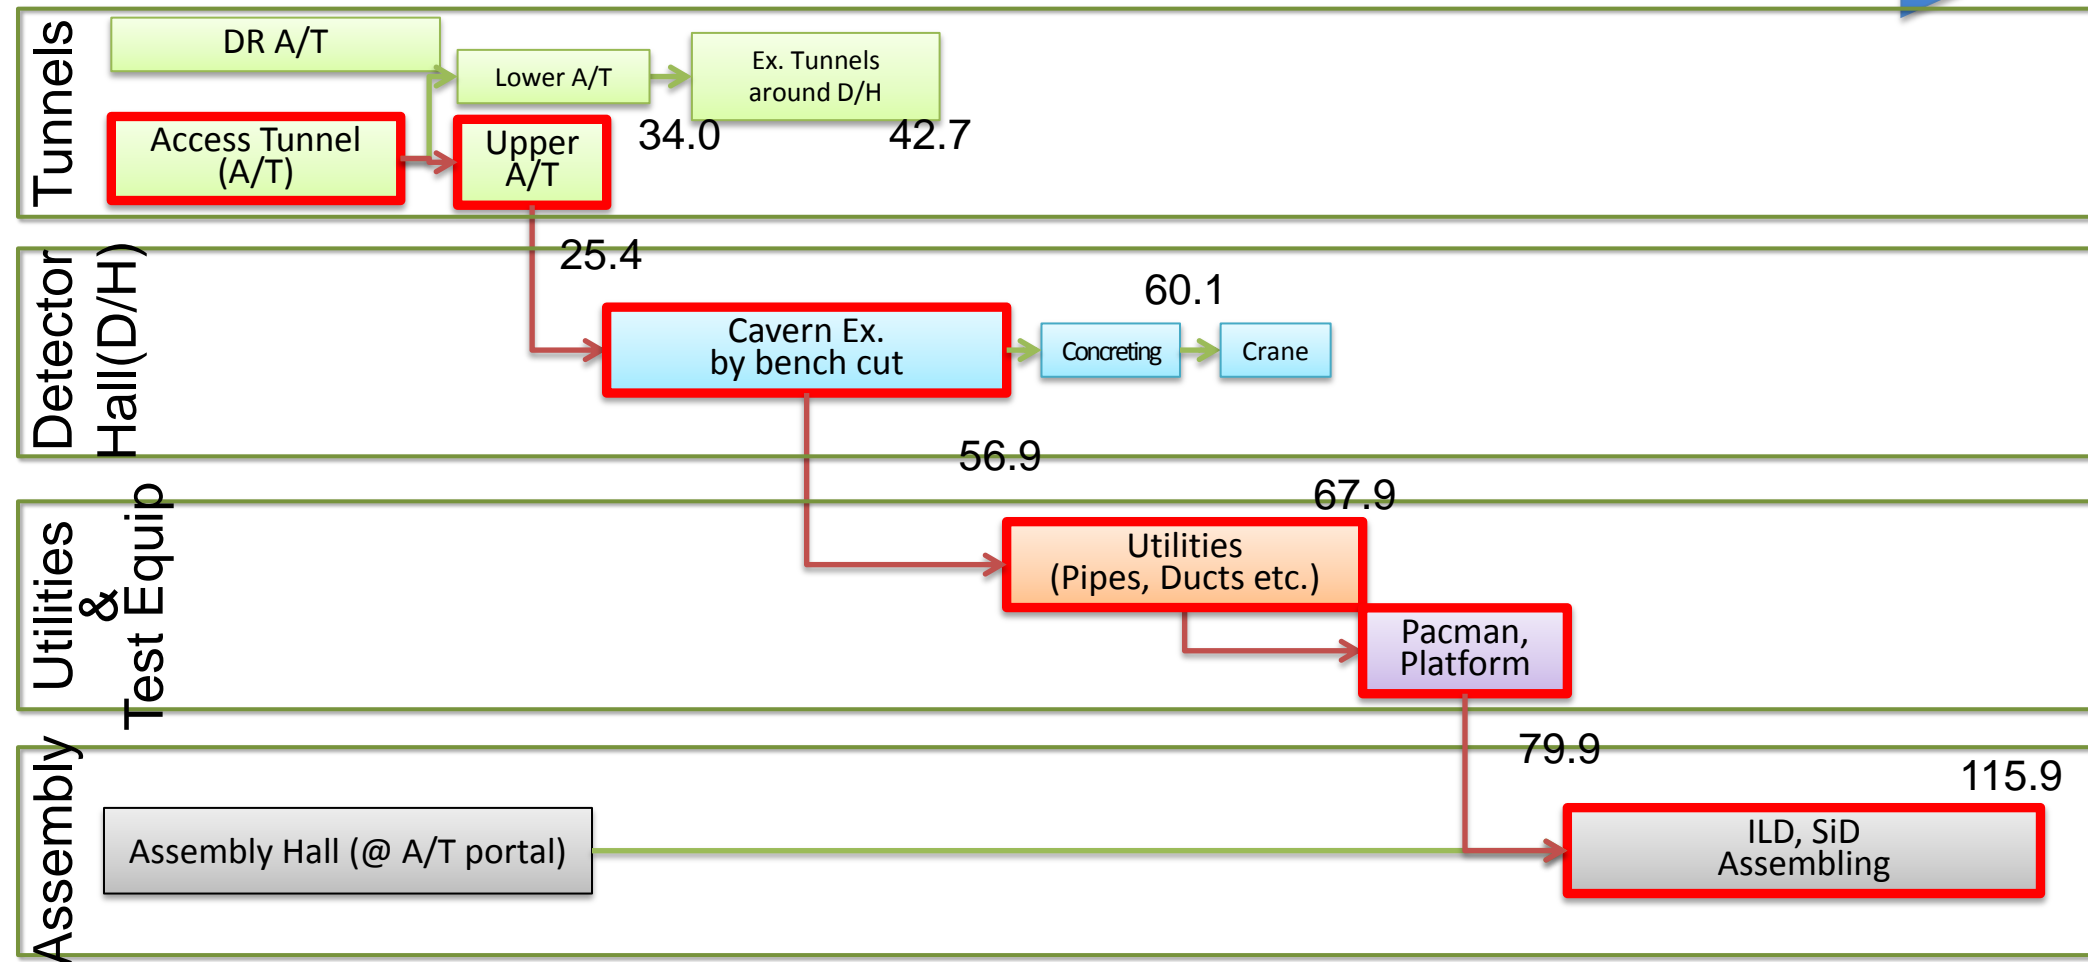 Tunnels
DR A/T
Lower A/T
Ex. Tunnels
around D/H
Access Tunnel
(A/T)
Upper
A/T
34.0
42.7
Detector
Hall(D/H)
25.4
60.1
Cavern Ex.
by bench cut
Concreting
Crane
56.9
Utilities
&
Test Equip
67.9
Utilities
(Pipes, Ducts etc.)
Pacman,
Platform
Assembly
79.9
115.9
Assembly Hall (@ A/T portal)
ILD, SiD
Assembling